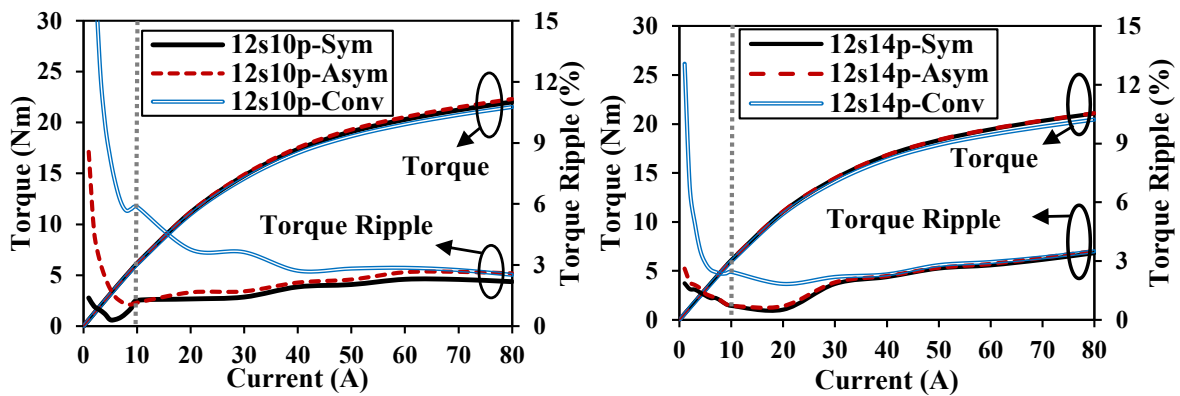 30
25
20
15
10
5
0
Torque (Nm)
15
12
9
6
3
0
Torque Ripple (%)
12s10p-Sym
12s10p-Asym
12s10p-Conv
Torque
Torque Ripple
0 10 20 30 40 50 60 70 80
Current (A)
30
25
20
15
10
5
0
Torque (Nm)
15
12
9
6
3
0
Torque Ripple (%)
12s14p-Sym
12s14p-Asym
12s14p-Conv
Torque
Torque Ripple
0 10 20 30 40 50 60 70 80
Current (A)